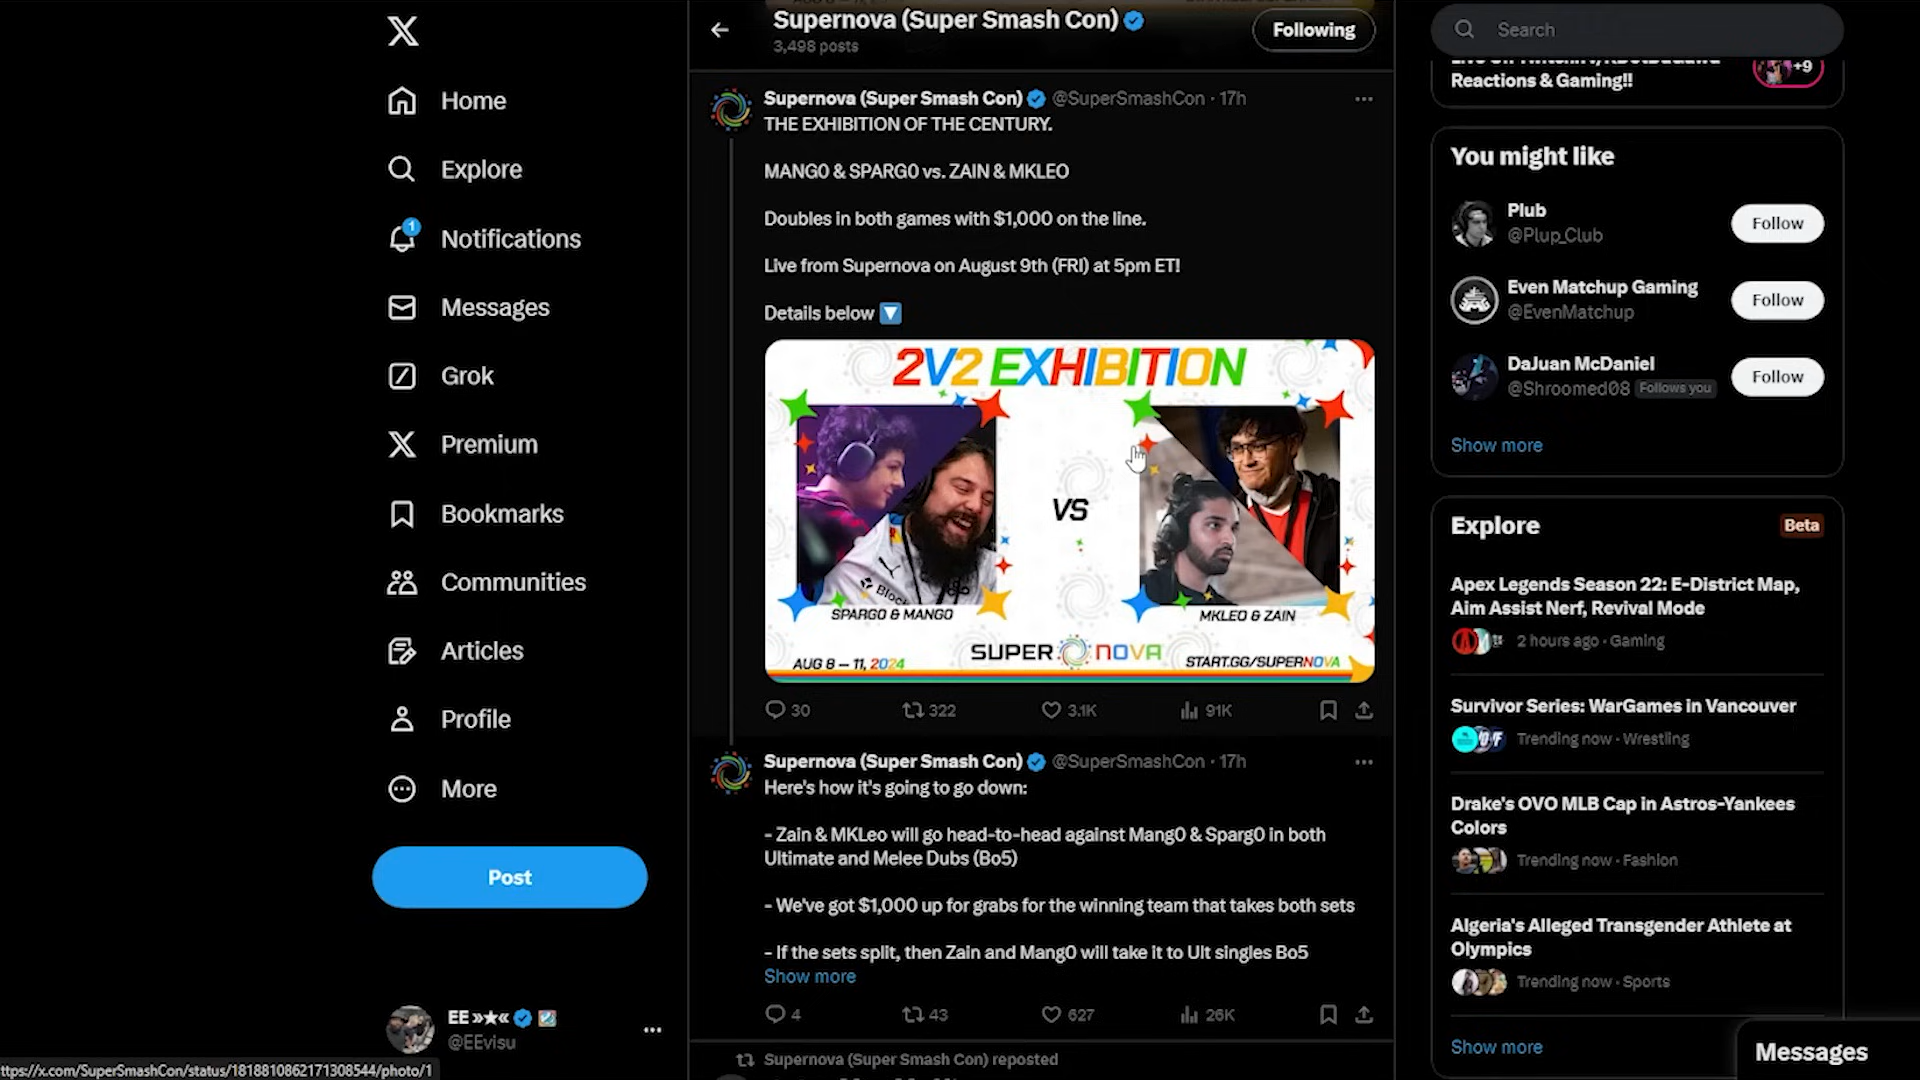 Home
Explore
Notifications
1
Messages
Grok
Premium
Bookmarks
Communities
Articles
Profile
More
Post
EE »★«
@EEvisu
ttps://x.com/SuperSmashCon/status/1818810862171308544/photo/1
Supernova (Super Smash Con)
3,498 posts
Following
Supernova (Super Smash Con) @SuperSmashCon · 17h
THE EXHIBITION OF THE CENTURY.
MANG0 & SPARG0 vs. ZAIN & MKLEO
Doubles in both games with $1,000 on the line.
Live from Supernova on August 9th (FRI) at 5pm ET!
Details below
2V2 EXHIBITION
VS
SPARG0 & MANG0
MKLEO & ZAIN
SUPERNOVA
AUG 8 – 11, 2024
START.GG/SUPERNOVA
30 322 3.1K 91K
Supernova (Super Smash Con) @SuperSmashCon · 17h
Here's how it's going to go down:
- Zain & MKLeo will go head-to-head against Mang0 & Sparg0 in both
Ultimate and Melee Dubs (Bo5)
- We've got $1,000 up for grabs for the winning team that takes both sets
- If the sets split, then Zain and Mang0 will take it to Ult singles Bo5
Show more
4 43 627 26K
Supernova (Super Smash Con) reposted
Search
Reactions & Gaming!!
+9
You might like
Plub
@Plup_Club
Follow
Even Matchup Gaming
@EvenMatchup
Follow
DaJuan McDaniel
@Shroomed08 Follows you
Follow
Show more
Explore
Beta
Apex Legends Season 22: E-District Map,
Aim Assist Nerf, Revival Mode
2 hours ago · Gaming
Survivor Series: WarGames in Vancouver
Trending now · Wrestling
Drake's OVO MLB Cap in Astros-Yankees
Colors
Trending now · Fashion
Algeria's Alleged Transgender Athlete at
Olympics
Trending now · Sports
Show more
Messages